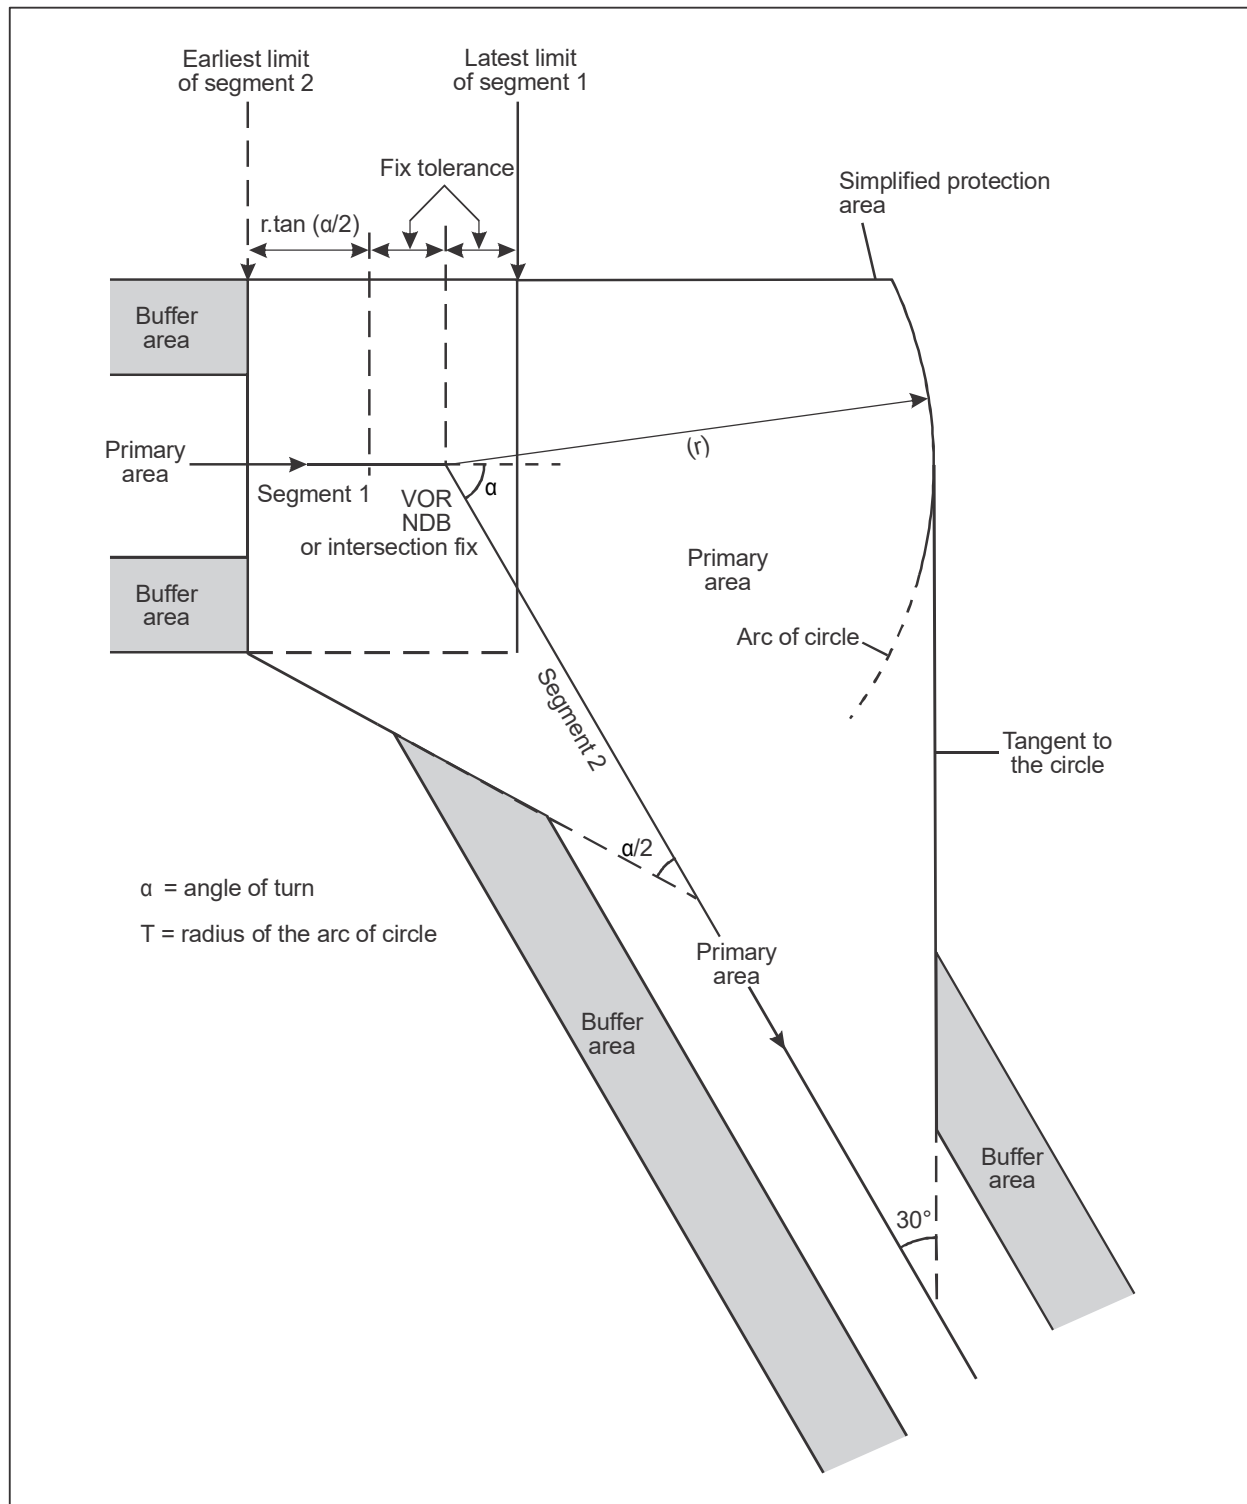 Earliest limit
of segment 2
Latest limit
of segment 1
Fix tolerance
r.tan (α/2)
Simplified protection
area
Buffer
area
Primary
area
Segment 1
VOR
NDB
or intersection fix
α
(r)
Buffer
area
Primary
area
Arc of circle
Segment 2
Tangent to
the circle
α/2
α = angle of turn
T = radius of the arc of circle
Primary
area
Buffer
area
Buffer
area
30°